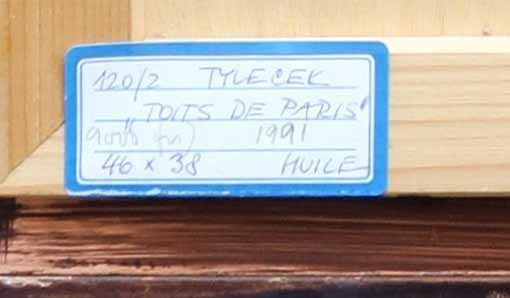 120/2 TYLECEK
„TOITS DE PARIS"
1991
46 x 38 HUILE